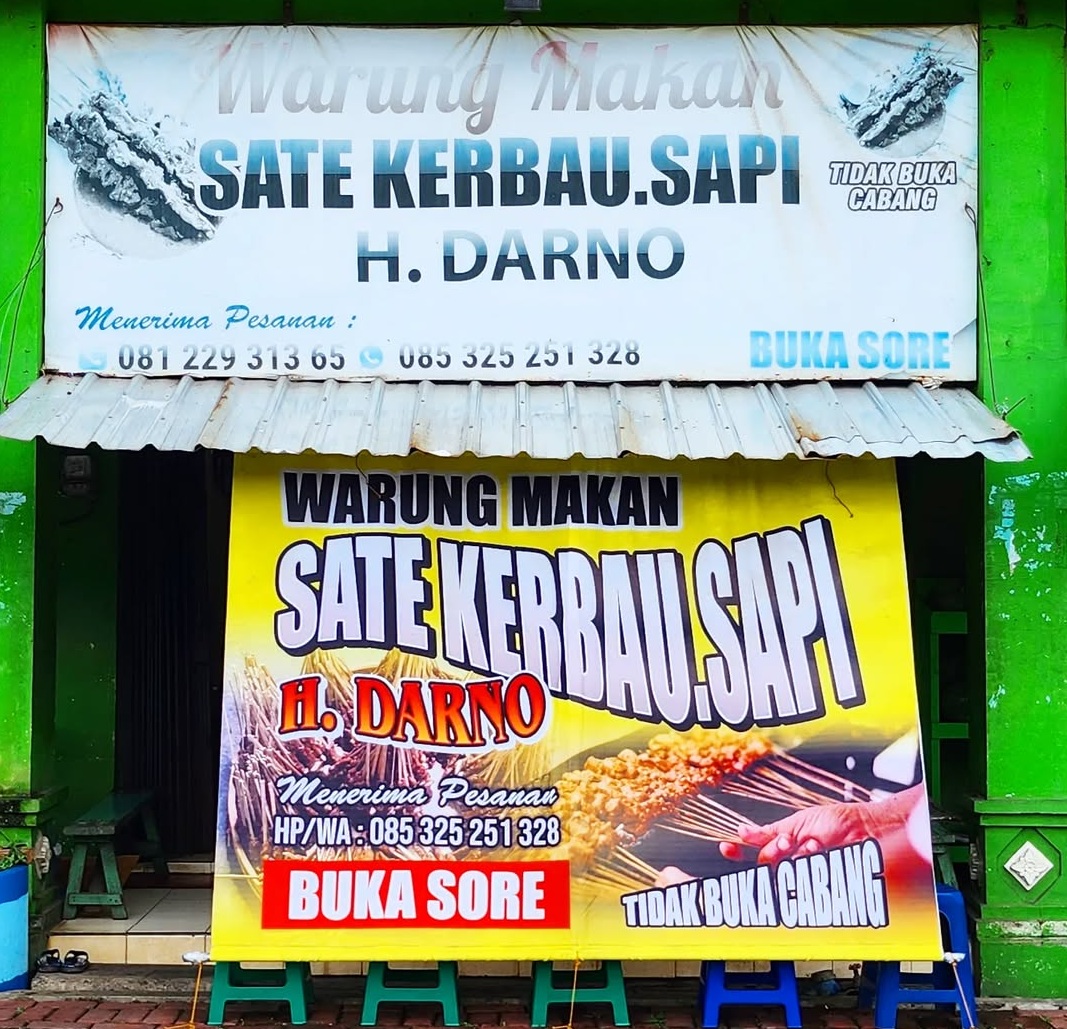 Warung Makan
SATE KERBAU.SAPI
H. DARNO
TIDAK BUKA
CABANG
Menerima Pesanan :
081 229 313 65 085 325 251 328
BUKA SORE
WARUNG MAKAN
SATE KERBAU.SAPI
H. DARNO
Menerima Pesanan
HP/WA : 085 325 251 328
BUKA SORE
TIDAK BUKA CABANG